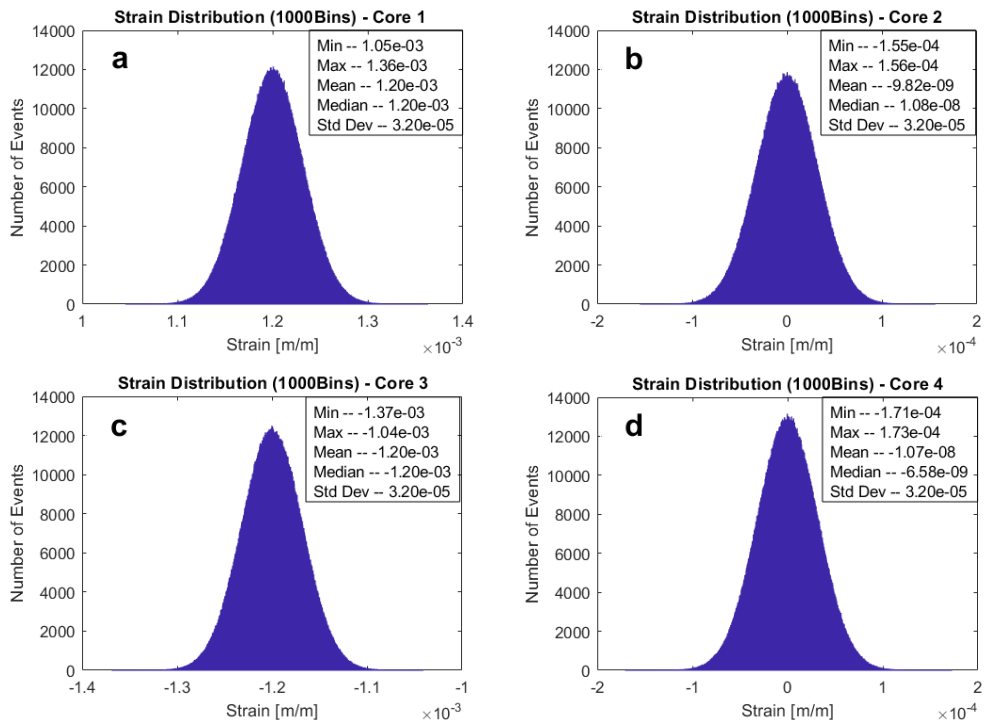 Strain Distribution (1000Bins) - Core 1
a
Min -- 1.05e-03
Max -- 1.36e-03
Mean -- 1.20e-03
Median -- 1.20e-03
Std Dev -- 3.20e-05
Number of Events
14000
12000
10000
8000
6000
4000
2000
0
1 1.1 1.2 1.3 1.4
Strain [m/m]
×10⁻³
Strain Distribution (1000Bins) - Core 2
b
Min -- -1.55e-04
Max -- 1.56e-04
Mean -- -9.82e-09
Median -- 1.08e-08
Std Dev -- 3.20e-05
Number of Events
14000
12000
10000
8000
6000
4000
2000
0
-2 -1 0 1 2
Strain [m/m]
×10⁻⁴
Strain Distribution (1000Bins) - Core 3
c
Min -- -1.37e-03
Max -- -1.04e-03
Mean -- -1.20e-03
Median -- -1.20e-03
Std Dev -- 3.20e-05
Number of Events
14000
12000
10000
8000
6000
4000
2000
0
-1.4 -1.3 -1.2 -1.1 -1
Strain [m/m]
×10⁻³
Strain Distribution (1000Bins) - Core 4
d
Min -- -1.71e-04
Max -- 1.73e-04
Mean -- -1.07e-08
Median -- -6.58e-09
Std Dev -- 3.20e-05
Number of Events
14000
12000
10000
8000
6000
4000
2000
0
-2 -1 0 1 2
Strain [m/m]
×10⁻⁴